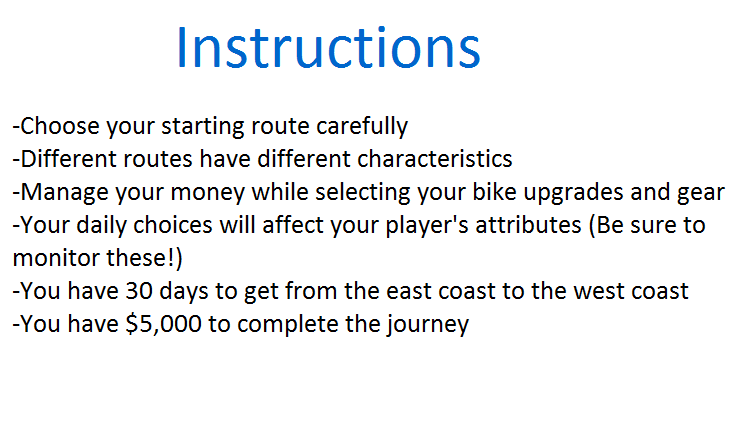 Instructions
-Choose your starting route carefully
-Different routes have different characteristics
-Manage your money while selecting your bike upgrades and gear
-Your daily choices will affect your player's attributes (Be sure to
monitor these!)
-You have 30 days to get from the east coast to the west coast
-You have $5,000 to complete the journey